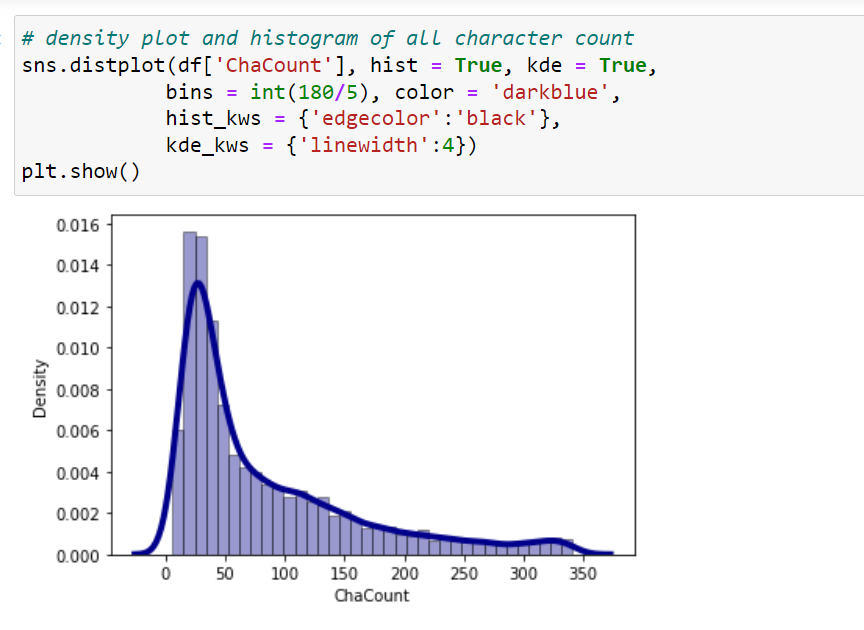 # density plot and histogram of all character count
sns.distplot(df['ChaCount'], hist = True, kde = True,
bins = int(180/5), color = 'darkblue',
hist_kws = {'edgecolor':'black'},
kde_kws = {'linewidth':4})
plt.show()
0.016
0.014
0.012
0.010
0.008
0.006
0.004
0.002
0.000
Density
0 50 100 150 200 250 300 350
ChaCount